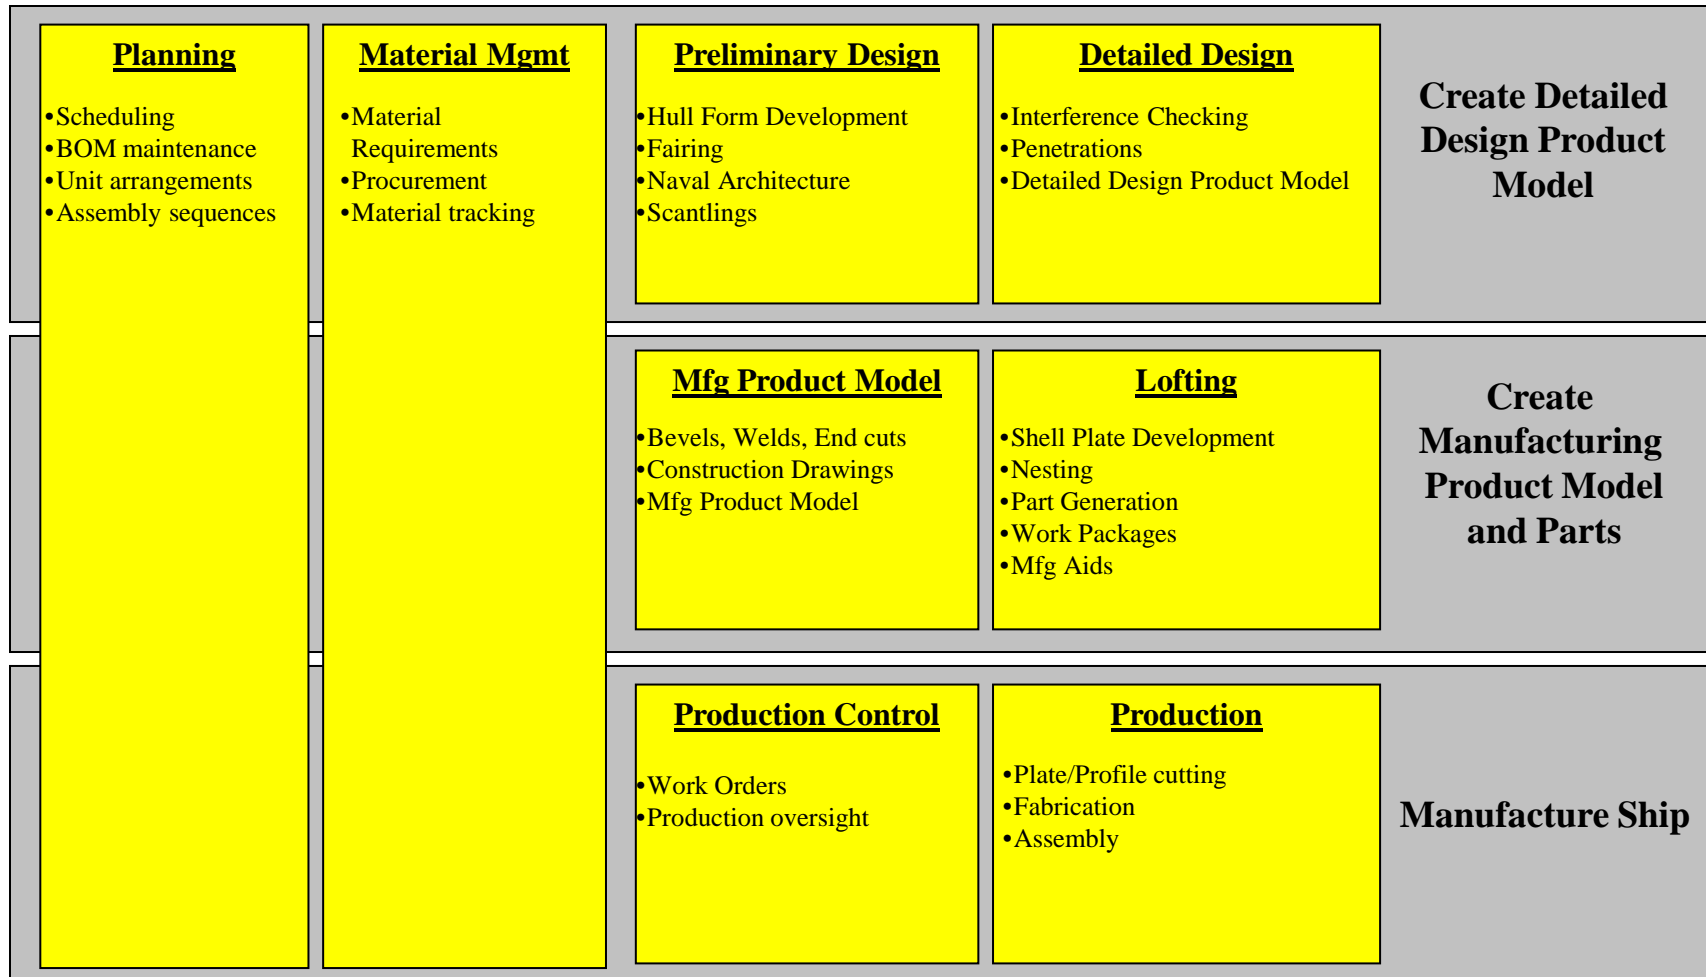 Planning
•Scheduling
•BOM maintenance
•Unit arrangements
•Assembly sequences
Material Mgmt
•Material
Requirements
•Procurement
•Material tracking
Preliminary Design
•Hull Form Development
•Fairing
•Naval Architecture
•Scantlings
Detailed Design
•Interference Checking
•Penetrations
•Detailed Design Product Model
Create Detailed
Design Product
Model
Mfg Product Model
•Bevels, Welds, End cuts
•Construction Drawings
•Mfg Product Model
Lofting
•Shell Plate Development
•Nesting
•Part Generation
•Work Packages
•Mfg Aids
Create
Manufacturing
Product Model
and Parts
Production Control
•Work Orders
•Production oversight
Production
•Plate/Profile cutting
•Fabrication
•Assembly
Manufacture Ship